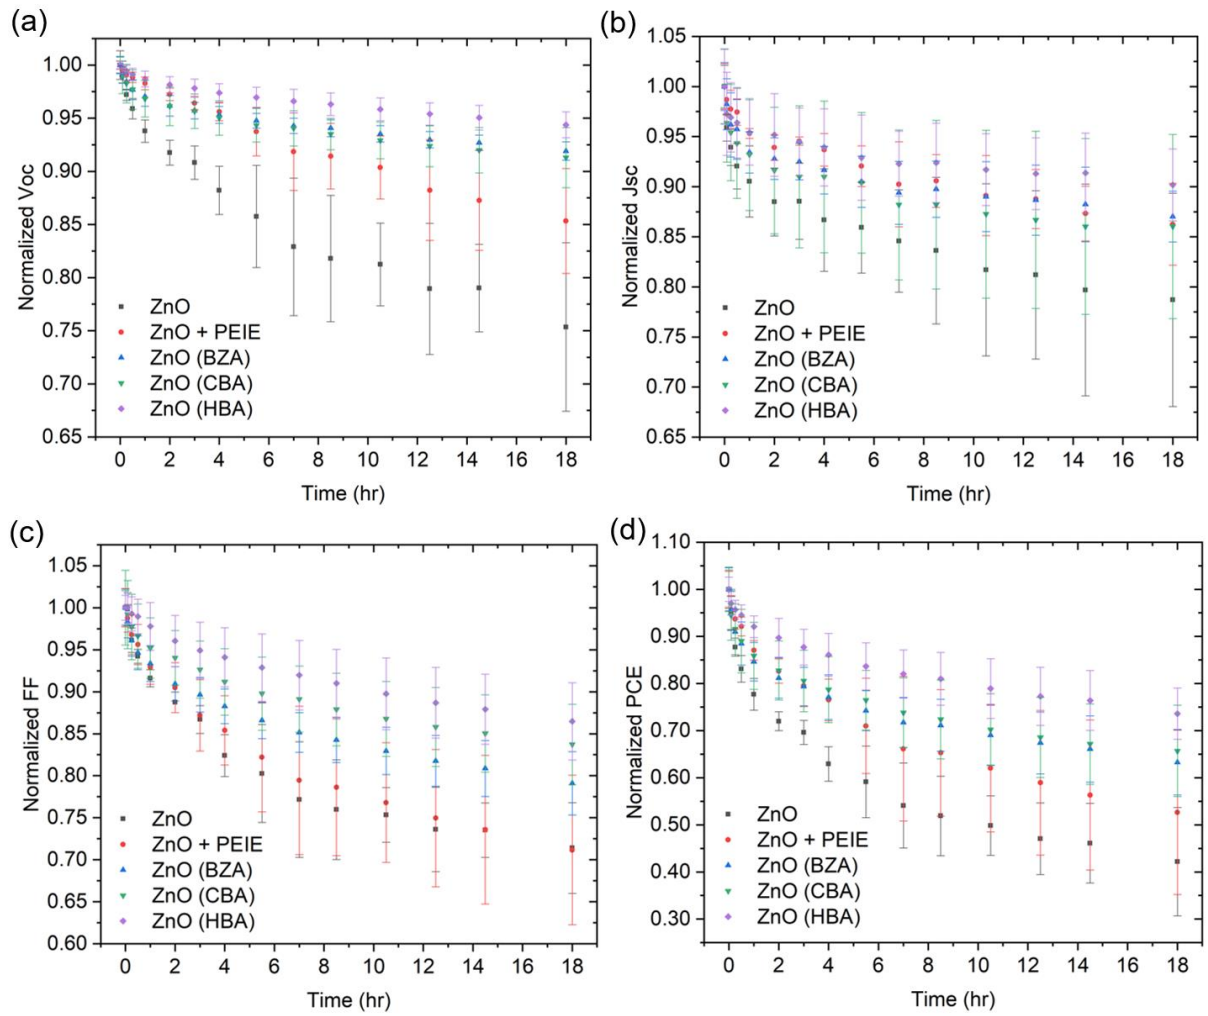 (a)
1.00
0.95
0.90
0.85
0.80
0.75
0.70
0.65
Normalized Voc
ZnO
ZnO + PEIE
ZnO (BZA)
ZnO (CBA)
ZnO (HBA)
0 2 4 6 8 10 12 14 16 18
Time (hr)
(b)
1.05
1.00
0.95
0.90
0.85
0.80
0.75
0.70
0.65
Normalized Jsc
ZnO
ZnO + PEIE
ZnO (BZA)
ZnO (CBA)
ZnO (HBA)
0 2 4 6 8 10 12 14 16 18
Time (hr)
(c)
1.05
1.00
0.95
0.90
0.85
0.80
0.75
0.70
0.65
0.60
Normalized FF
ZnO
ZnO + PEIE
ZnO (BZA)
ZnO (CBA)
ZnO (HBA)
0 2 4 6 8 10 12 14 16 18
Time (hr)
(d)
1.10
1.00
0.90
0.80
0.70
0.60
0.50
0.40
0.30
Normalized PCE
ZnO
ZnO + PEIE
ZnO (BZA)
ZnO (CBA)
ZnO (HBA)
0 2 4 6 8 10 12 14 16 18
Time (hr)